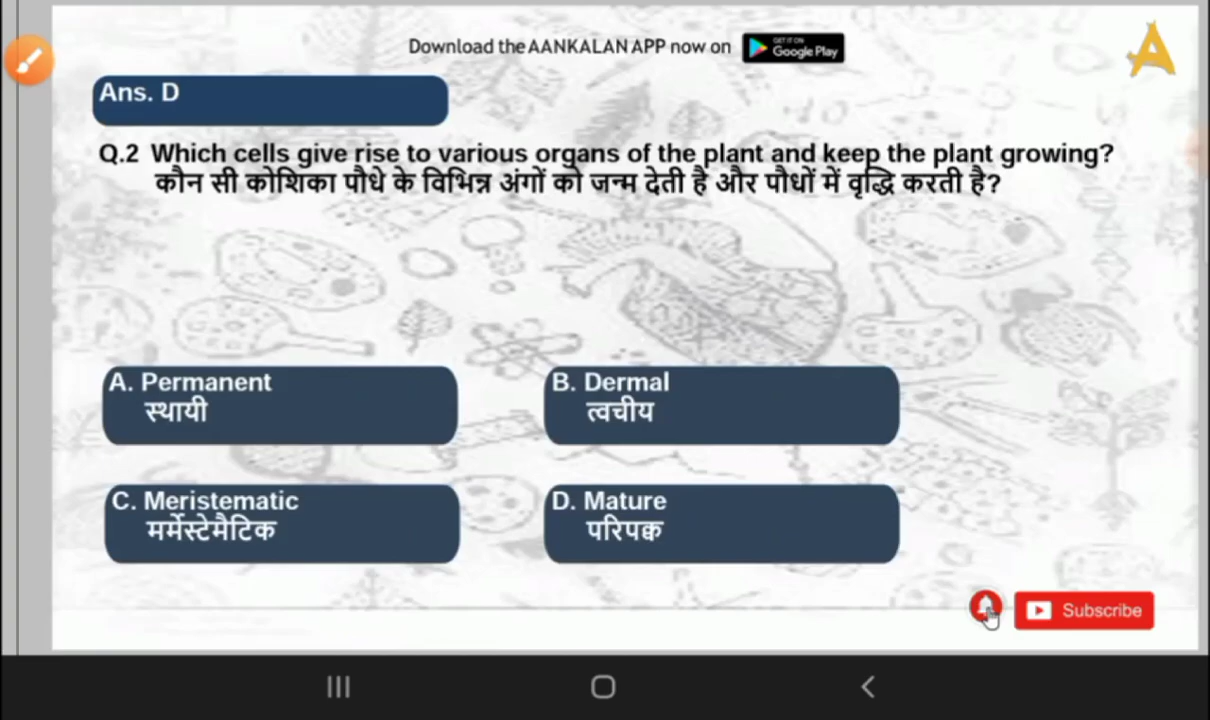 Download the AANKALAN APP now on
GET IT ON
Google Play
A
Ans. D
Q.2 Which cells give rise to various organs of the plant and keep the plant growing?
कौन सी कोशिका पौधे के विभिन्न अंगों को जन्म देती है और पौधों में वृद्धि करती है?
A. Permanent
स्थायी
B. Dermal
त्वचीय
C. Meristematic
मर्मेस्टेमैटिक
D. Mature
परिपक्व
Subscribe